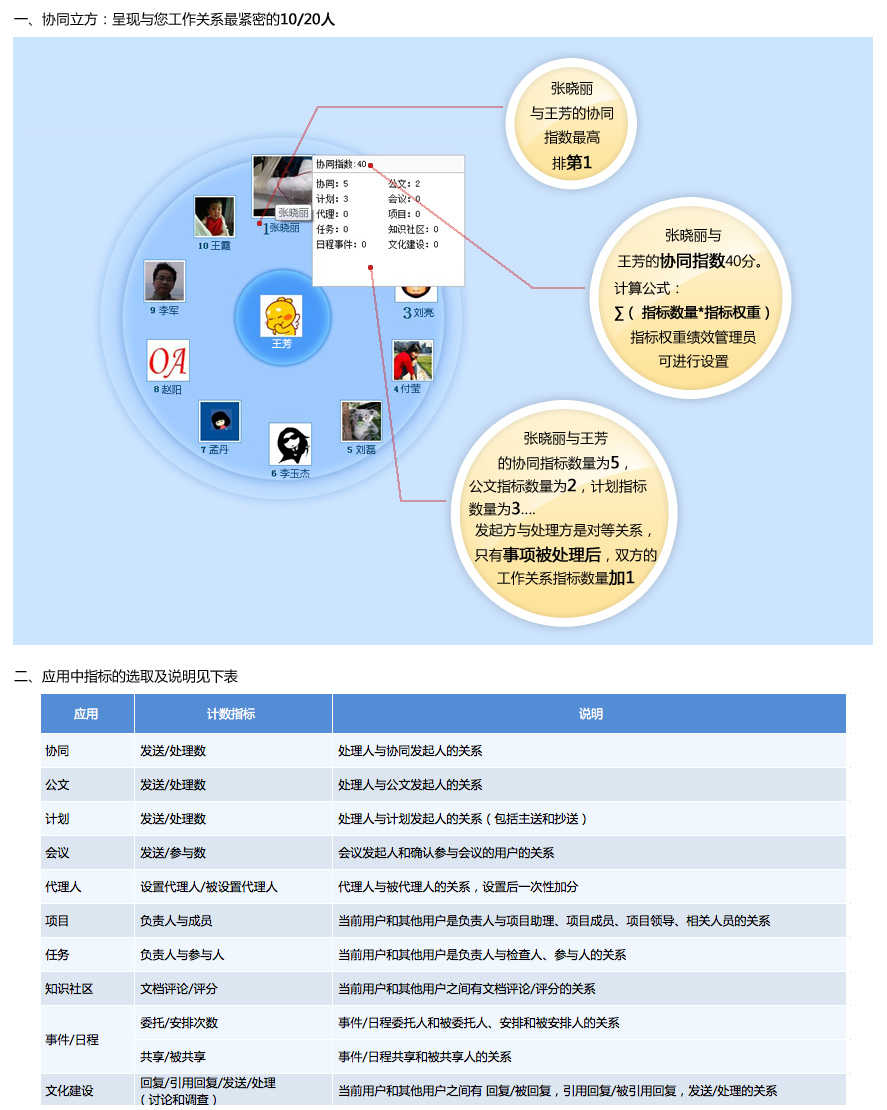 一、协同立方：呈现与您工作关系最紧密的10/20人
张晓丽
与王芳的协同
指数最高
排第1
协同指数:40
协同：5 公文：2
计划：3 会议：0
代理：0 项目：0
任务：0 知识社区：0
日程事件：0 文化建设：0
张晓丽
1张晓丽
10 王霞
9 李军
3 刘亮
王芳
8 赵阳
OA
4 付莹
7 孟丹
5 刘磊
6 李玉杰
张晓丽与
王芳的协同指数40分。
计算公式：
∑（ 指标数量*指标权重 ）
指标权重绩效管理员
可进行设置
张晓丽与王芳
的协同指标数量为5，
公文指标数量为2，计划指标
数量为3....
发起方与处理方是对等关系，
只有事项被处理后，双方的
工作关系指标数量加1
二、应用中指标的选取及说明见下表
应用 计数指标 说明
协同 发送/处理数 处理人与协同发起人的关系
公文 发送/处理数 处理人与公文发起人的关系
计划 发送/处理数 处理人与计划发起人的关系（包括主送和抄送）
会议 发送/参与数 会议发起人和确认参与会议的用户的关系
代理人 设置代理人/被设置代理人 代理人与被代理人的关系，设置后一次性加分
项目 负责人与成员 当前用户和其他用户是负责人与项目助理、项目成员、项目领导、相关人员的关系
任务 负责人与参与人 当前用户和其他用户是负责人与检查人、参与人的关系
知识社区 文档评论/评分 当前用户和其他用户之间有文档评论/评分的关系
事件/日程 委托/安排次数 事件/日程委托人和被委托人、安排和被安排人的关系
共享/被共享 事件/日程共享和被共享人的关系
文化建设 回复/引用回复/发送/处理
（讨论和调查） 当前用户和其他用户之间有 回复/被回复，引用回复/被引用回复，发送/处理的关系